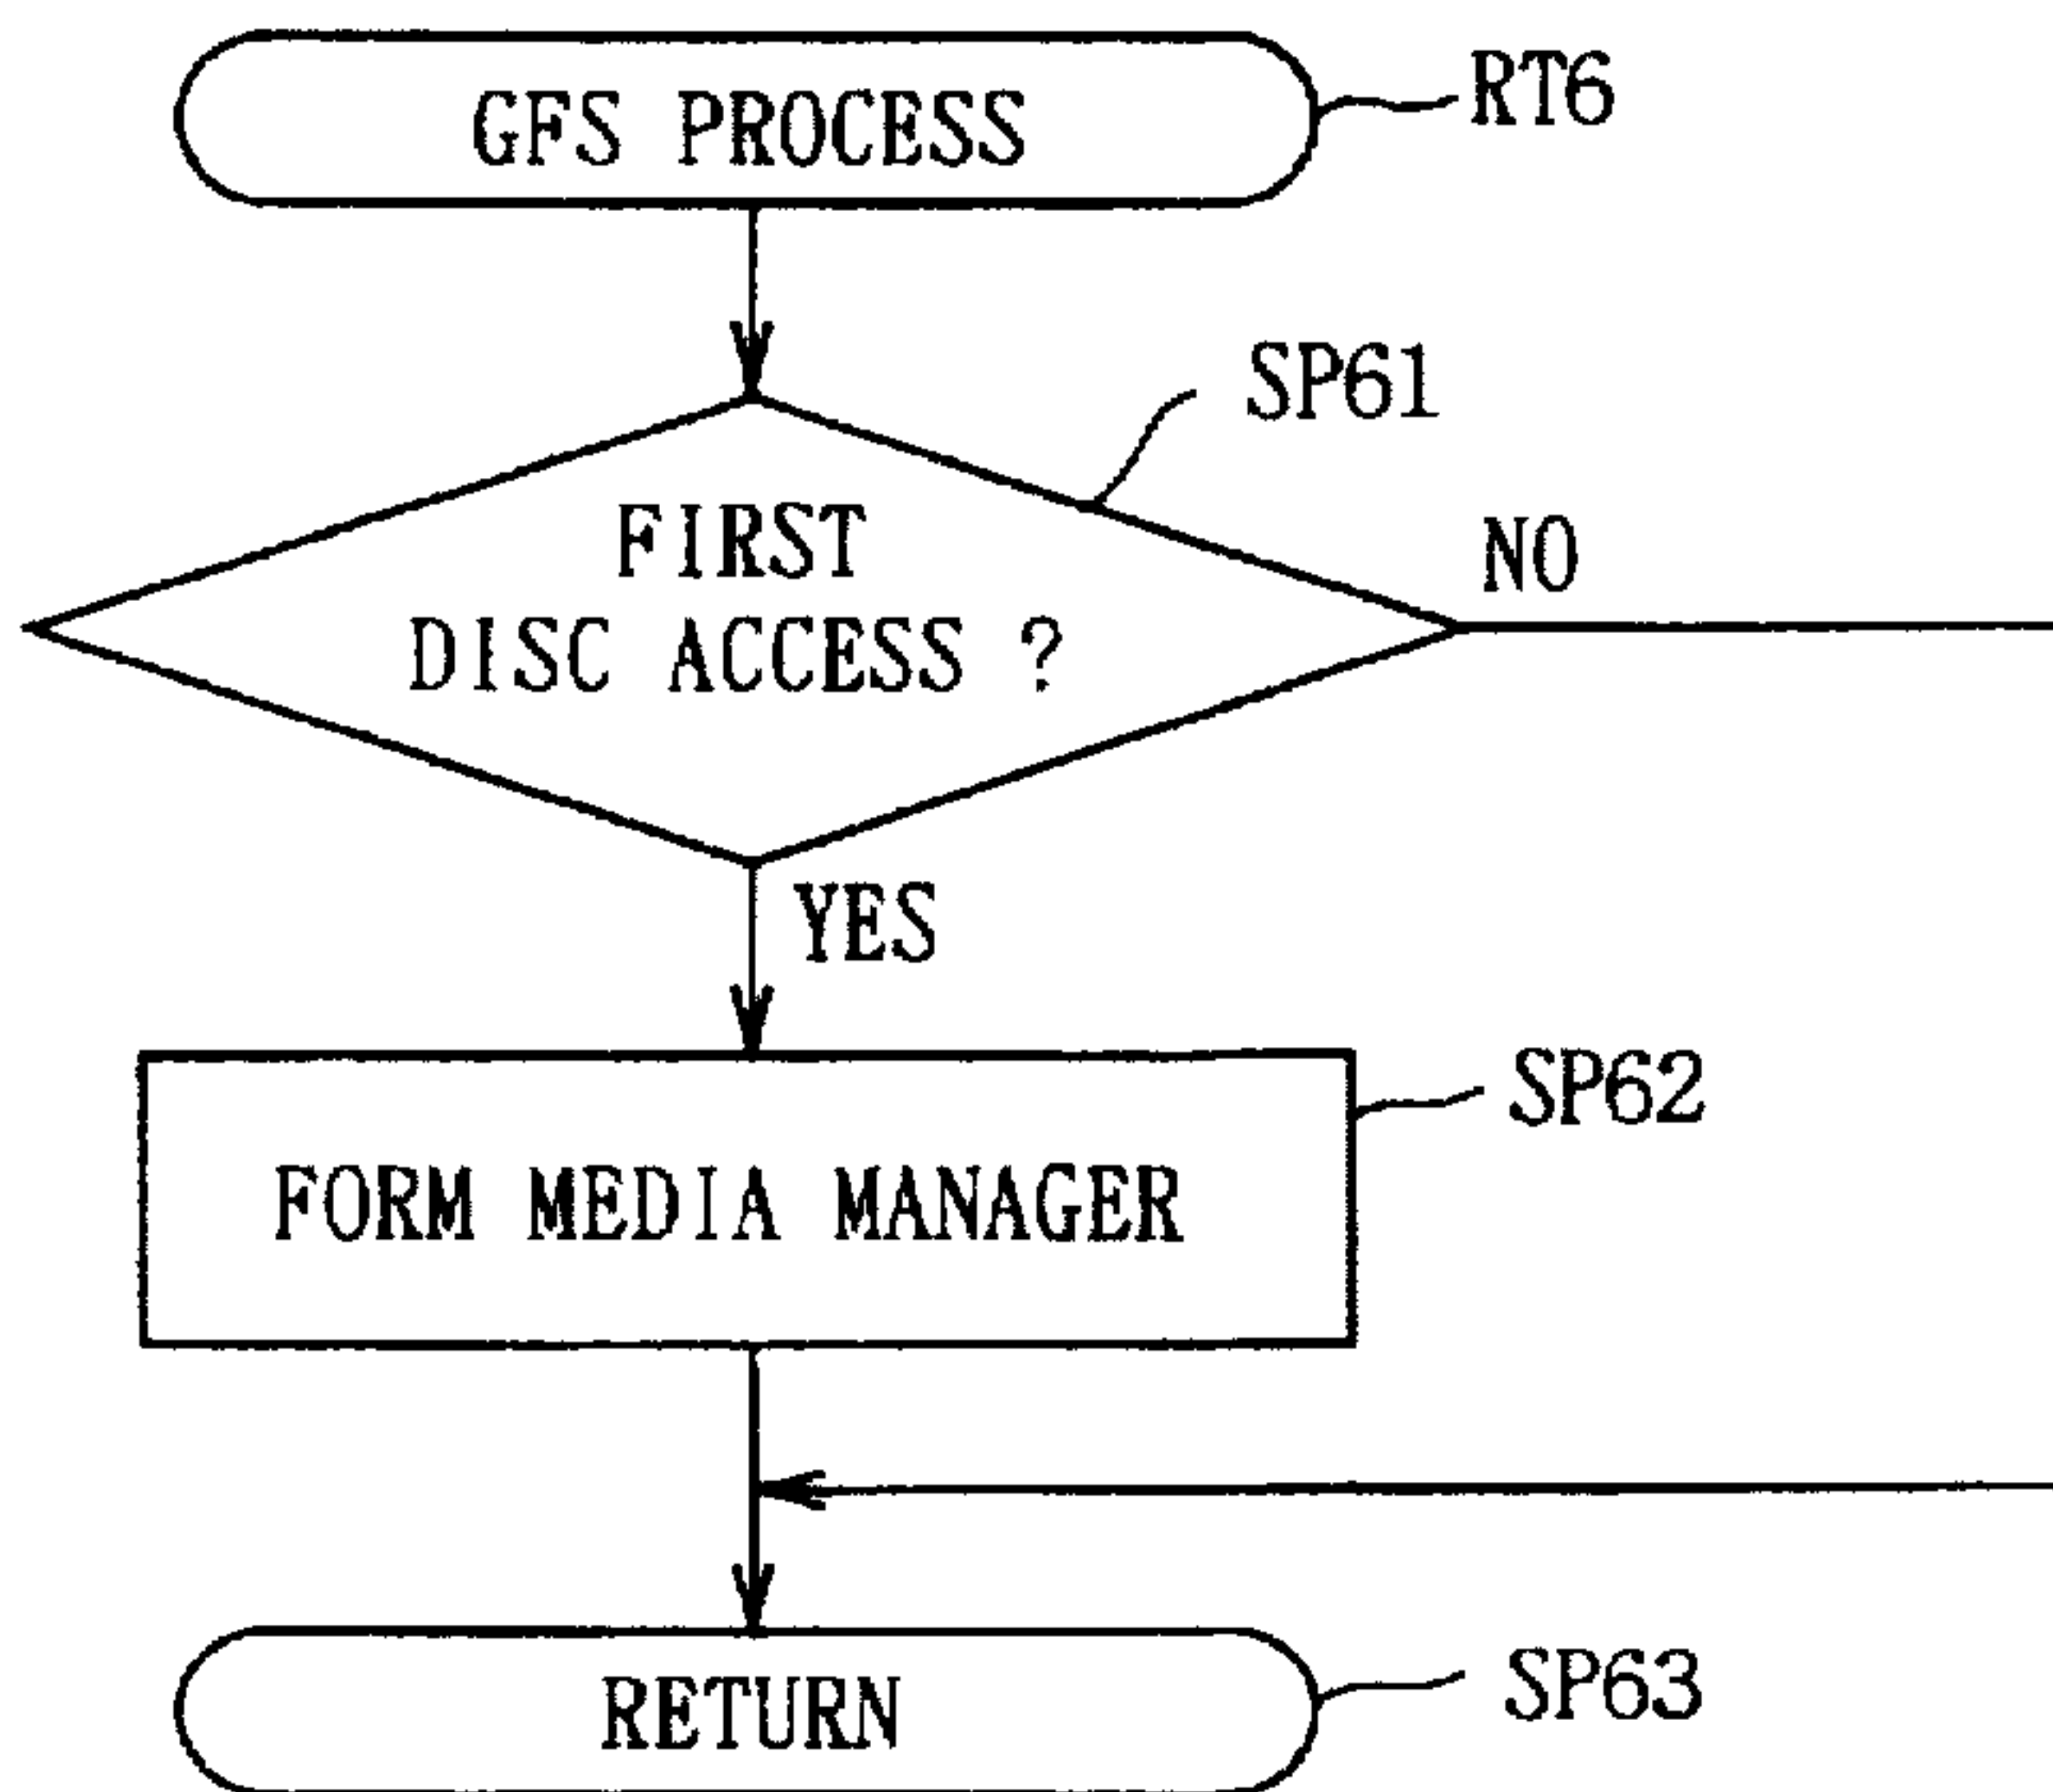 GFS PROCESS
RT6
SP61
FIRST
DISC ACCESS ?
NO
YES
SP62
FORM MEDIA MANAGER
RETURN
SP63